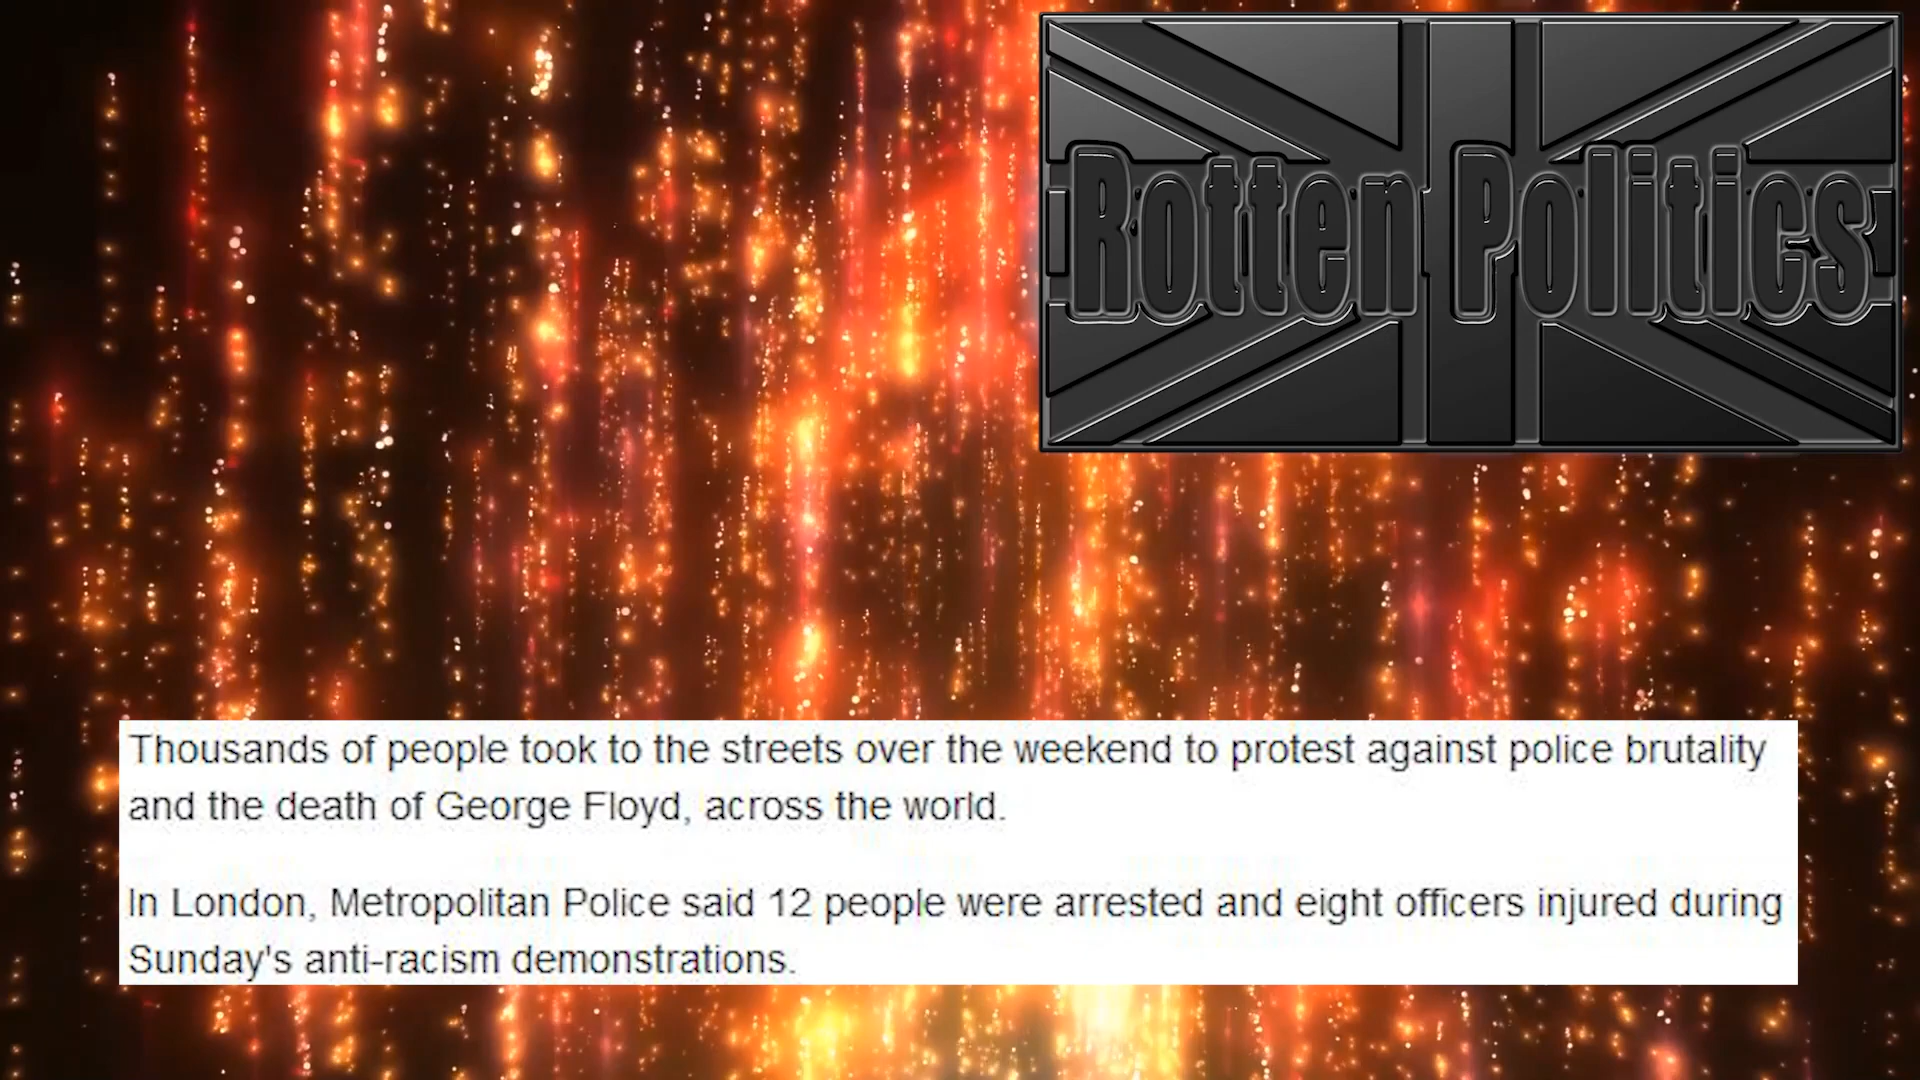 Rotten Politics
Thousands of people took to the streets over the weekend to protest against police brutality
and the death of George Floyd, across the world.
In London, Metropolitan Police said 12 people were arrested and eight officers injured during
Sunday's anti-racism demonstrations.